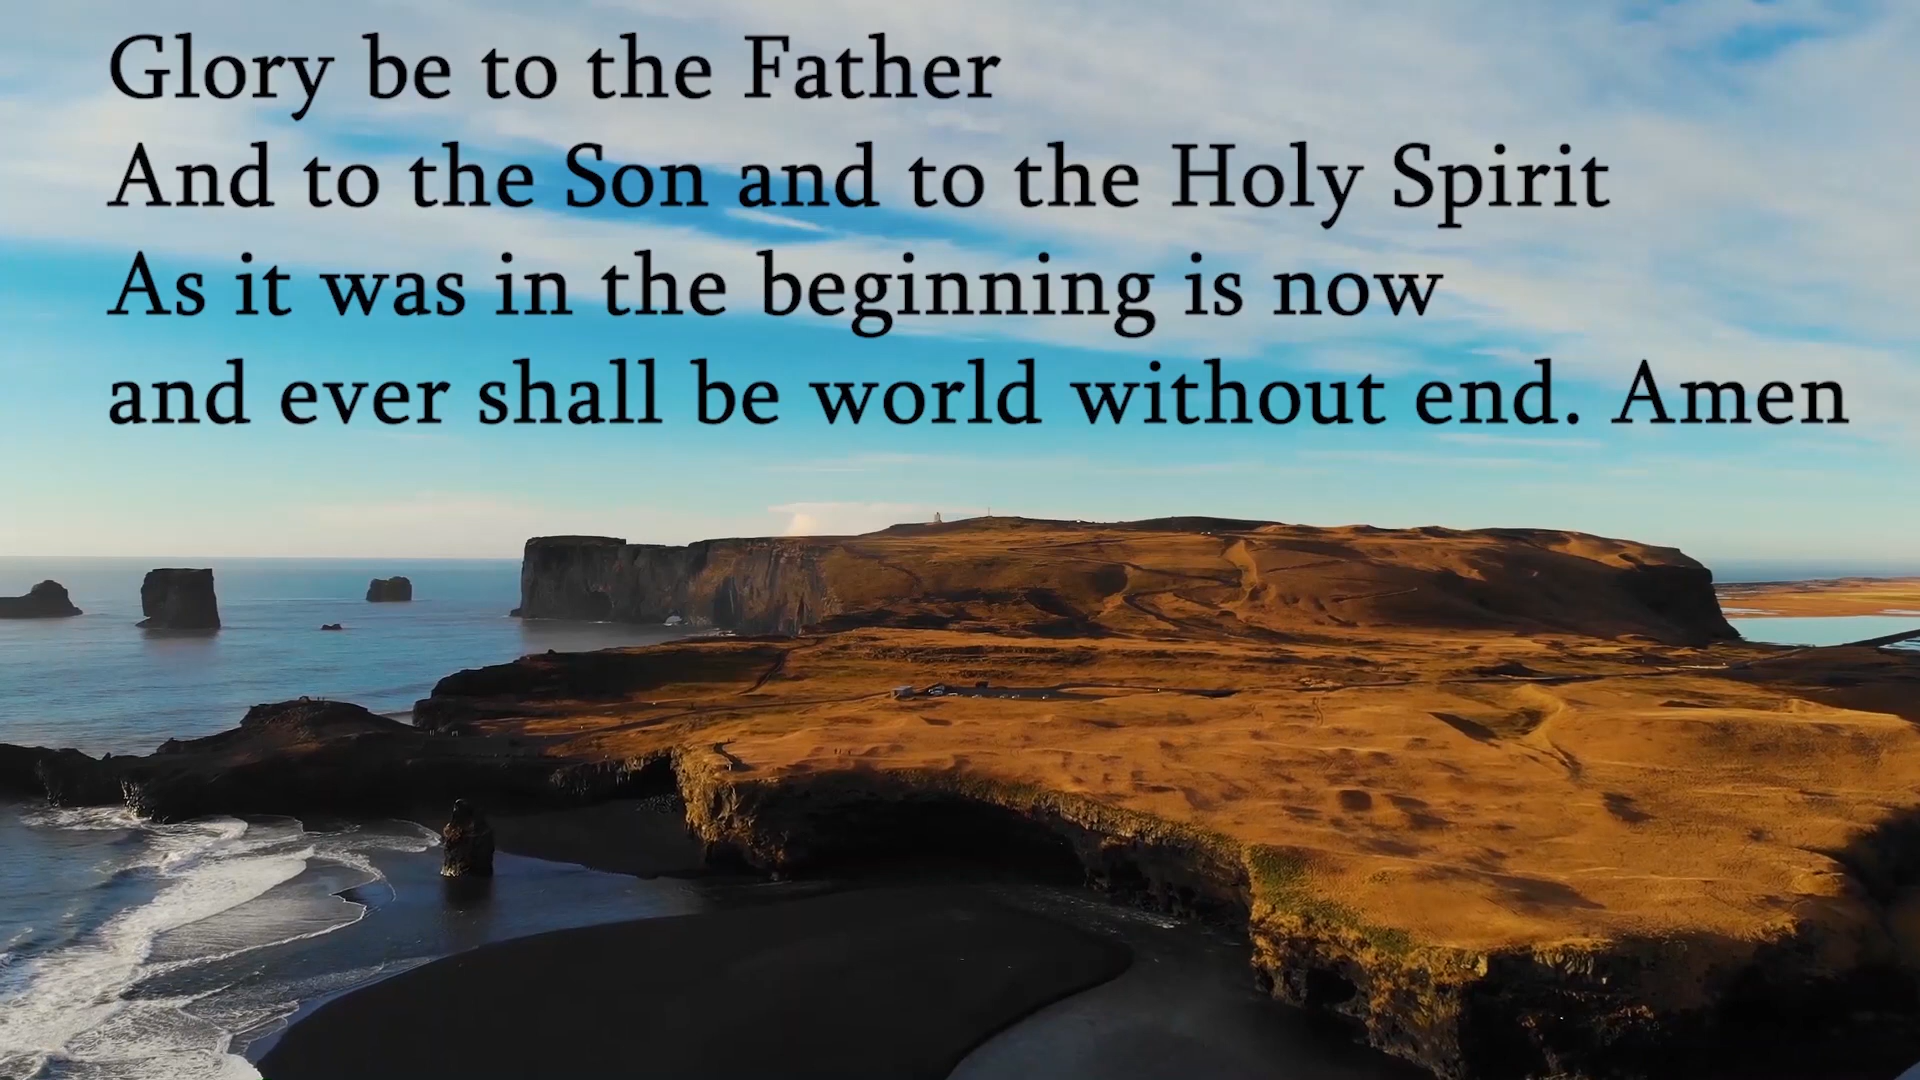 Glory be to the Father
And to the Son and to the Holy Spirit
As it was in the beginning is now
and ever shall be world without end. Amen